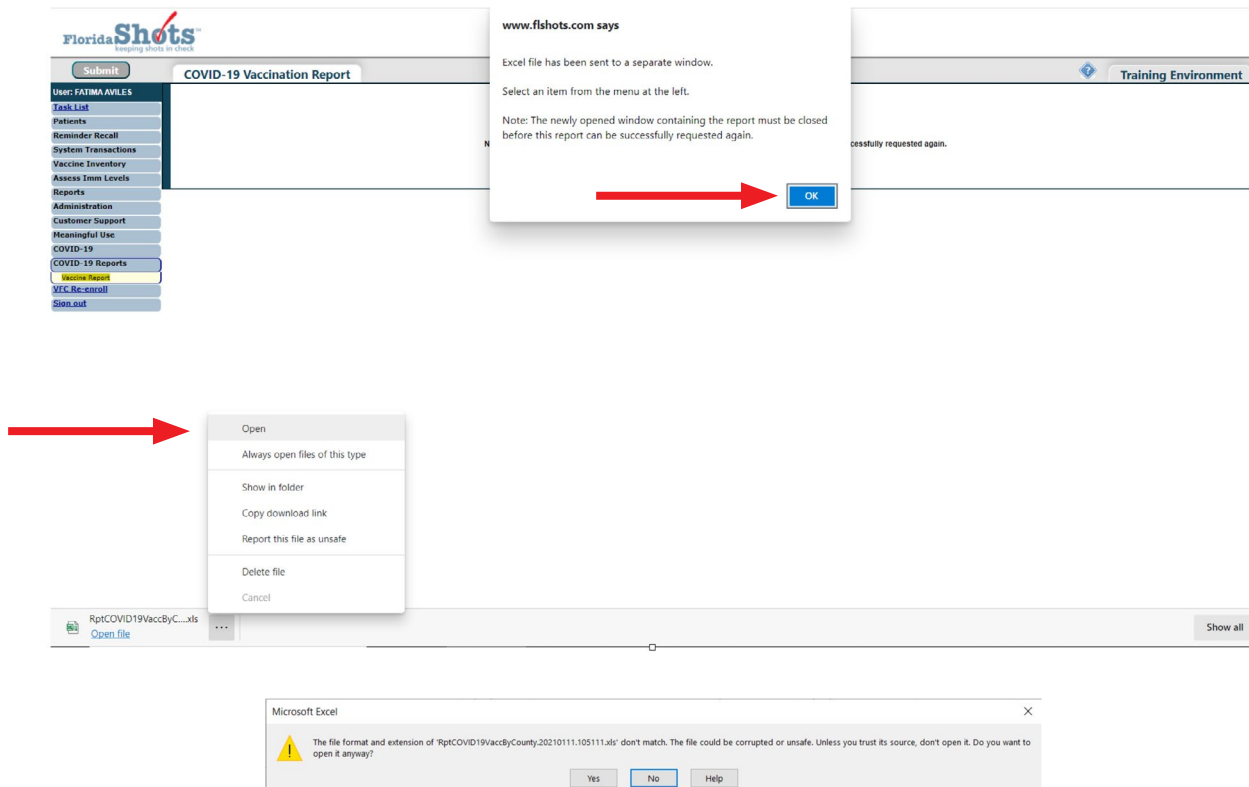 Florida Shots™
keeping shots in check
www.flshots.com says
Excel file has been sent to a separate window.
Select an item from the menu at the left.
Note: The newly opened window containing the report must be closed
before this report can be successfully requested again.
OK
Submit
COVID-19 Vaccination Report
Training Environment
N
cessfully requested again.
User: FATIMA AVILES
Task List
Patients
Reminder Recall
System Transactions
Vaccine Inventory
Assess Imm Levels
Reports
Administration
Customer Support
Meaningful Use
COVID-19
COVID-19 Reports
Vaccine Report
VFC Re-enroll
Sign out
Open
Always open files of this type
Show in folder
Copy download link
Report this file as unsafe
Delete file
Cancel
RptCOVID19VaccByC....xls
Open file
...
Show all
Microsoft Excel
The file format and extension of 'RptCOVID19VaccByCounty.20210111.105111.xls' don't match. The file could be corrupted or unsafe. Unless you trust its source, don't open it. Do you want to
open it anyway?
Yes
No
Help